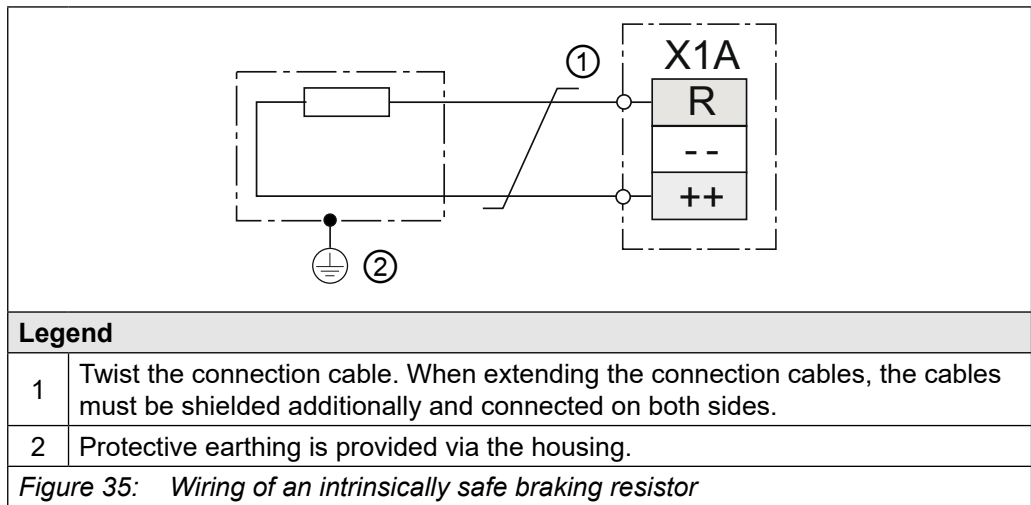 ① X1A
R
- -
++
②
Legend
1 Twist the connection cable. When extending the connection cables, the cables
must be shielded additionally and connected on both sides.
2 Protective earthing is provided via the housing.
Figure 35: Wiring of an intrinsically safe braking resistor